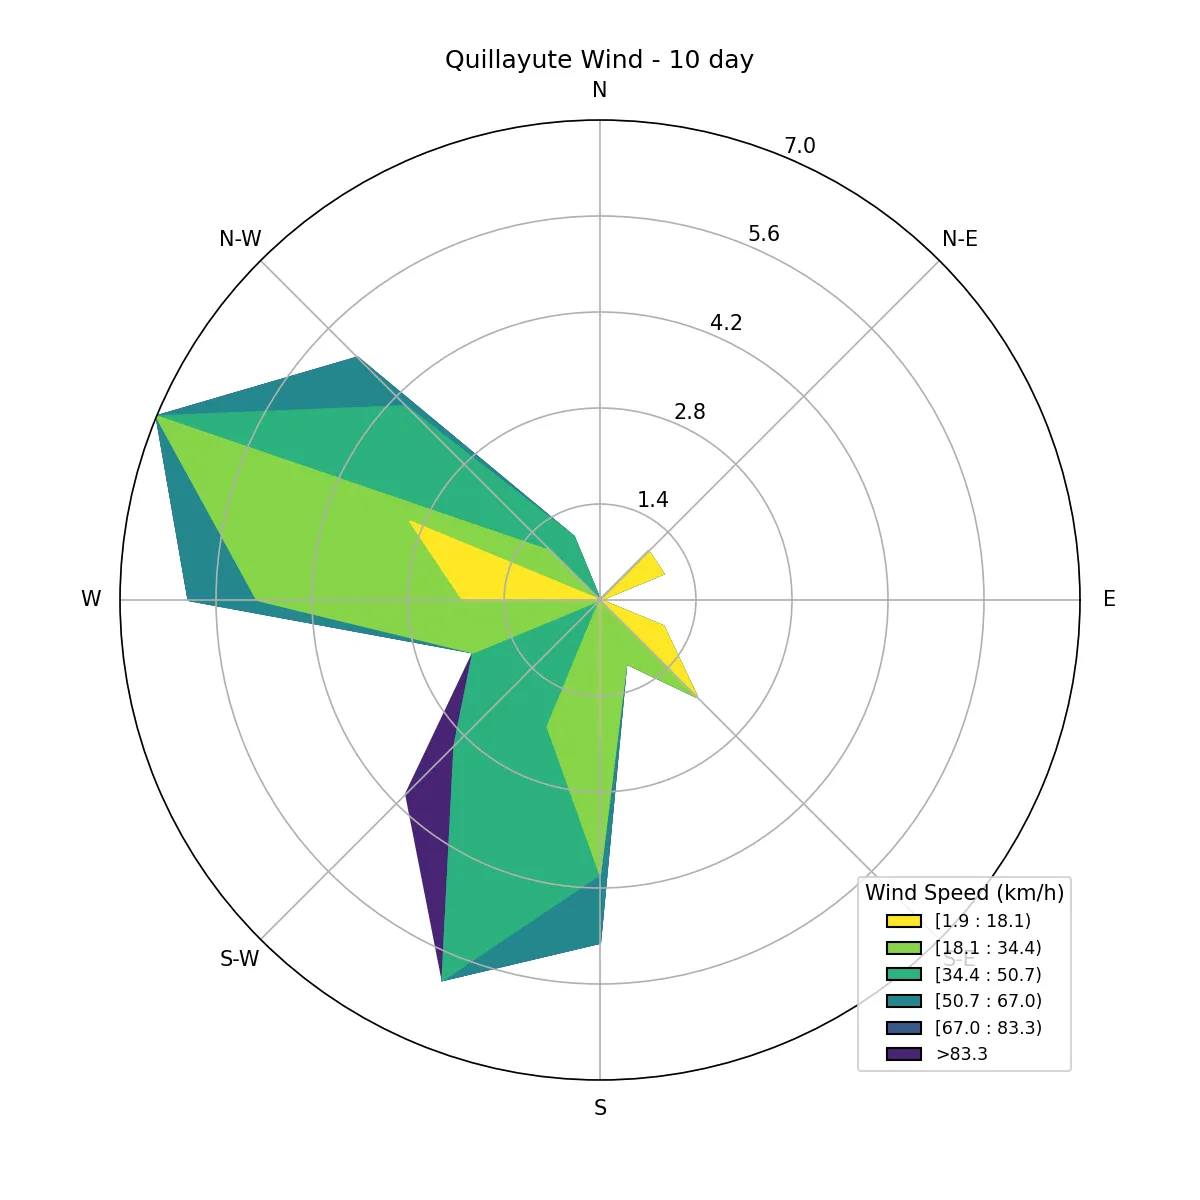 Quillayute Wind - 10 day
N
7.0
N-W
5.6
N-E
4.2
2.8
1.4
W
E
S-W
S-E
S
Wind Speed (km/h)
[1.9 : 18.1)
[18.1 : 34.4)
[34.4 : 50.7)
[50.7 : 67.0)
[67.0 : 83.3)
>83.3